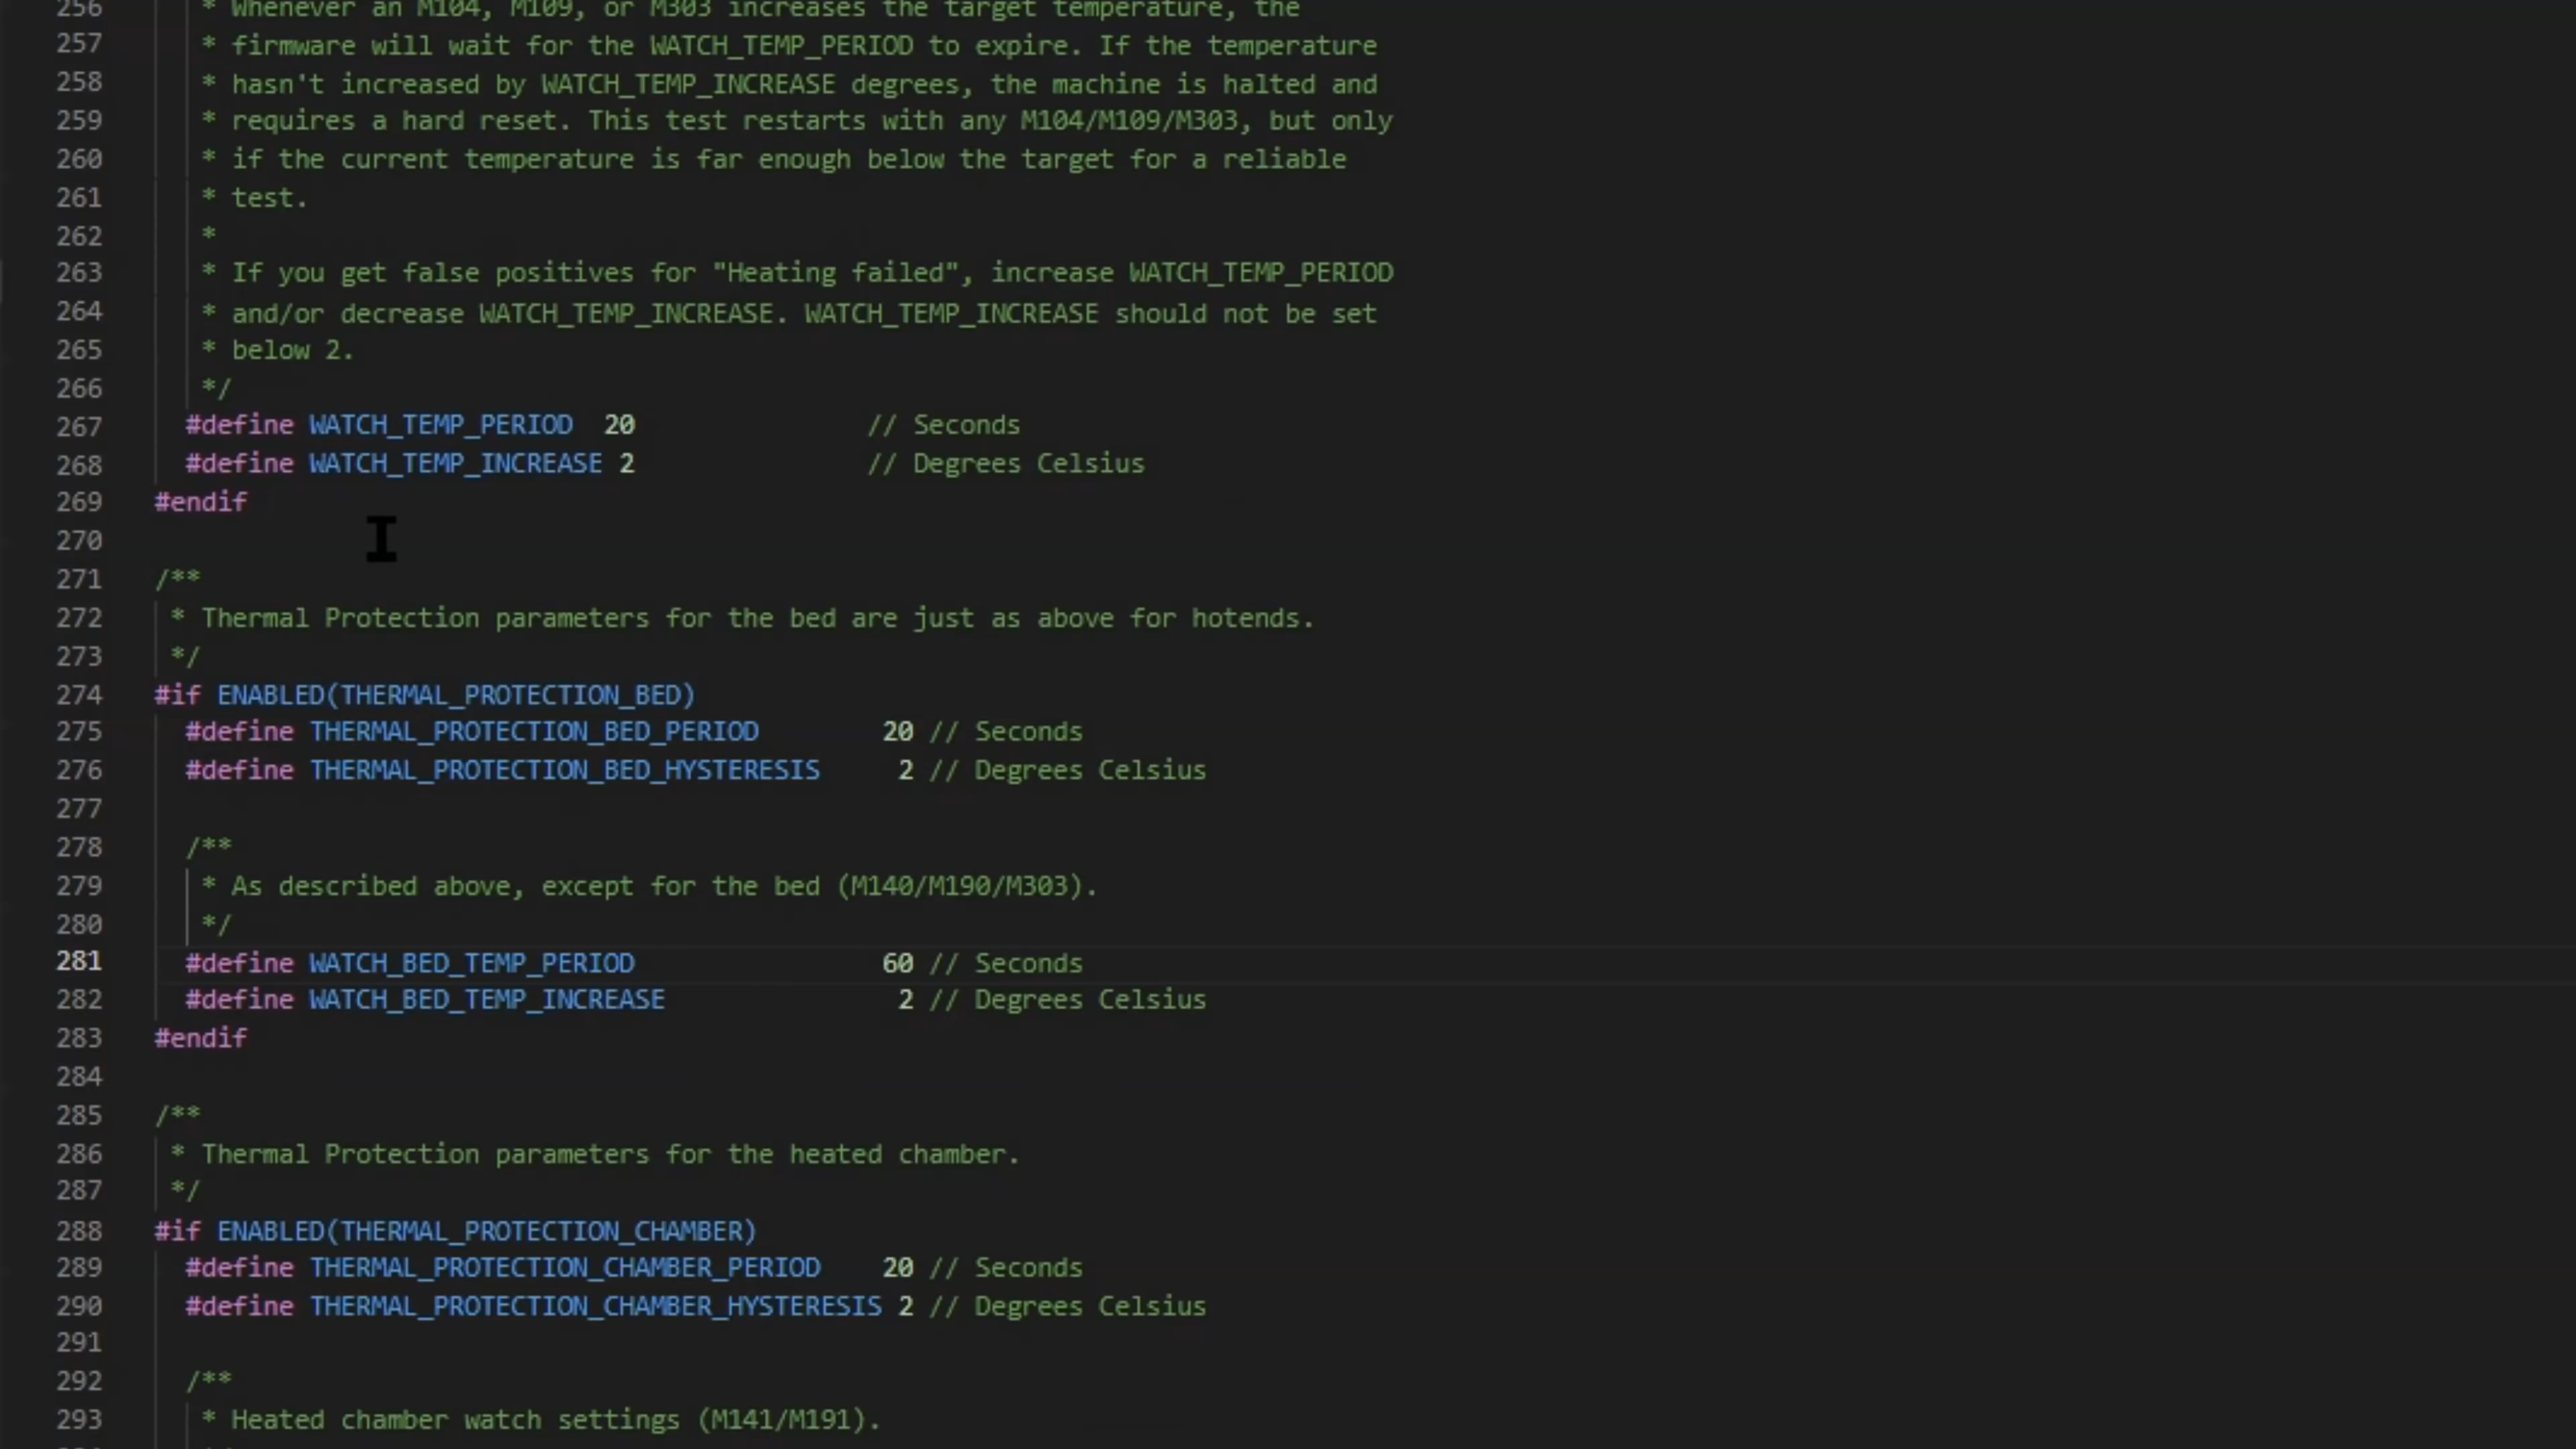 256 * Whenever an M104, M109, or M303 increases the target temperature, the
257 * firmware will wait for the WATCH_TEMP_PERIOD to expire. If the temperature
258 * hasn't increased by WATCH_TEMP_INCREASE degrees, the machine is halted and
259 * requires a hard reset. This test restarts with any M104/M109/M303, but only
260 * if the current temperature is far enough below the target for a reliable
261 * test.
262 *
263 * If you get false positives for "Heating failed", increase WATCH_TEMP_PERIOD
264 * and/or decrease WATCH_TEMP_INCREASE. WATCH_TEMP_INCREASE should not be set
265 * below 2.
266 */
267 #define WATCH_TEMP_PERIOD 20 // Seconds
268 #define WATCH_TEMP_INCREASE 2 // Degrees Celsius
269 #endif
270
271 /**
272 * Thermal Protection parameters for the bed are just as above for hotends.
273 */
274 #if ENABLED(THERMAL_PROTECTION_BED)
275 #define THERMAL_PROTECTION_BED_PERIOD 20 // Seconds
276 #define THERMAL_PROTECTION_BED_HYSTERESIS 2 // Degrees Celsius
277
278 /**
279 * As described above, except for the bed (M140/M190/M303).
280 */
281 #define WATCH_BED_TEMP_PERIOD 60 // Seconds
282 #define WATCH_BED_TEMP_INCREASE 2 // Degrees Celsius
283 #endif
284
285 /**
286 * Thermal Protection parameters for the heated chamber.
287 */
288 #if ENABLED(THERMAL_PROTECTION_CHAMBER)
289 #define THERMAL_PROTECTION_CHAMBER_PERIOD 20 // Seconds
290 #define THERMAL_PROTECTION_CHAMBER_HYSTERESIS 2 // Degrees Celsius
291
292 /**
293 * Heated chamber watch settings (M141/M191).